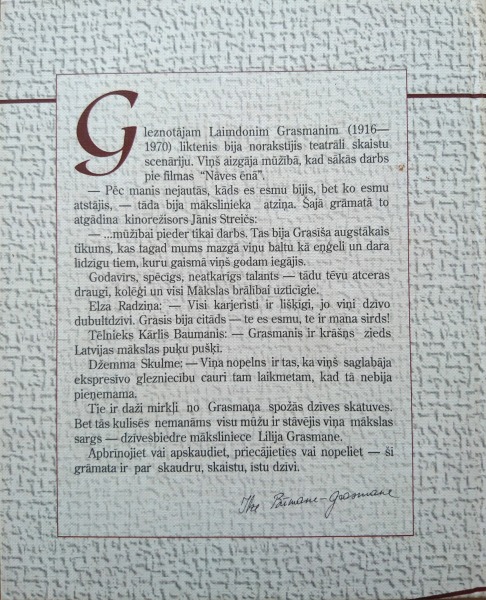 Gleznotājam Laimdonim Grasmanim (1916—
1970) liktenis bija norakstījis teatrāli skaistu
scenāriju. Viņš aizgāja mūžībā, kad sākās darbs
pie filmas "Nāves ēnā".
— Pēc manis nejautās, kāds es esmu bijis, bet ko esmu
atstājis, — tāda bija mākslinieka atziņa. Šajā grāmatā to
atgādina kinorežisors Jānis Streičs:
— ...mūžībai pieder tikai darbs. Tas bija Grasīša augstākais
tikums, kas tagad mums mazgā viņu baltu kā eņģeli un dara
līdzīgu tiem, kuru gaismā viņš godam iegājis.
Godavīrs, spēcīgs, neatkarīgs talants — tādu tēvu atceras
draugi, kolēģi un visi Mākslas brālībai uzticīgie.
Elza Radziņa: — Visi karjeristi ir lišķīgi, jo viņi dzīvo
dubultdzīvi. Grasis bija citāds — te es esmu, te ir mana sirds!
Tēlnieks Kārlis Baumanis: — Grasmanis ir krāšņs zieds
Latvijas mākslas puķu pušķī.
Džemma Skulme: — Viņa nopelns ir tas, ka viņš saglabāja
ekspresīvo glezniecību cauri tam laikmetam, kad tā nebija
pieņemama.
Tie ir daži mirkļi no Grasmaņa spožās dzīves skatuves.
Bet tās kulisēs nemanāms visu mūžu ir stāvējis viņa mākslas
sargs — dzīvesbiedre māksliniece Lilija Grasmane.
Apbrīnojiet vai apskaudiet, priecājieties vai nopeliet — šī
grāmata ir par skaudru, skaistu, īstu dzīvi.
Ilze Būmane-Grasmane